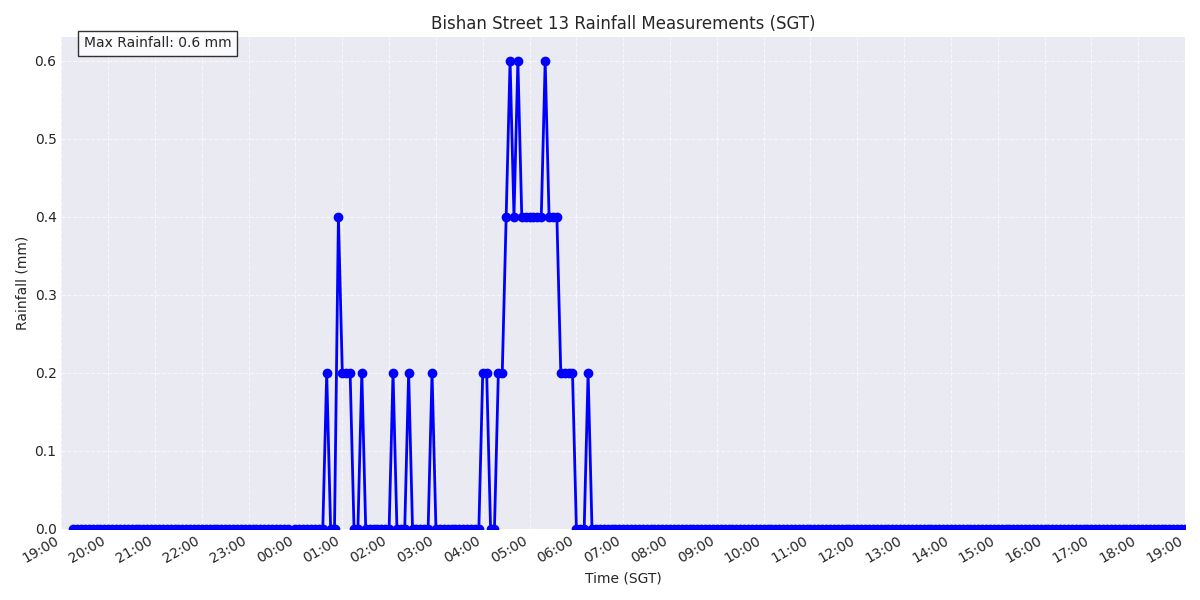 Bishan Street 13 Rainfall Measurements (SGT)
Max Rainfall: 0.6 mm
Rainfall (mm)
0.6
0.5
0.4
0.3
0.2
0.1
0.0
19:00 20:00 21:00 22:00 23:00 00:00 01:00 02:00 03:00 04:00 05:00 06:00 07:00 08:00 09:00 10:00 11:00 12:00 13:00 14:00 15:00 16:00 17:00 18:00 19:00
Time (SGT)